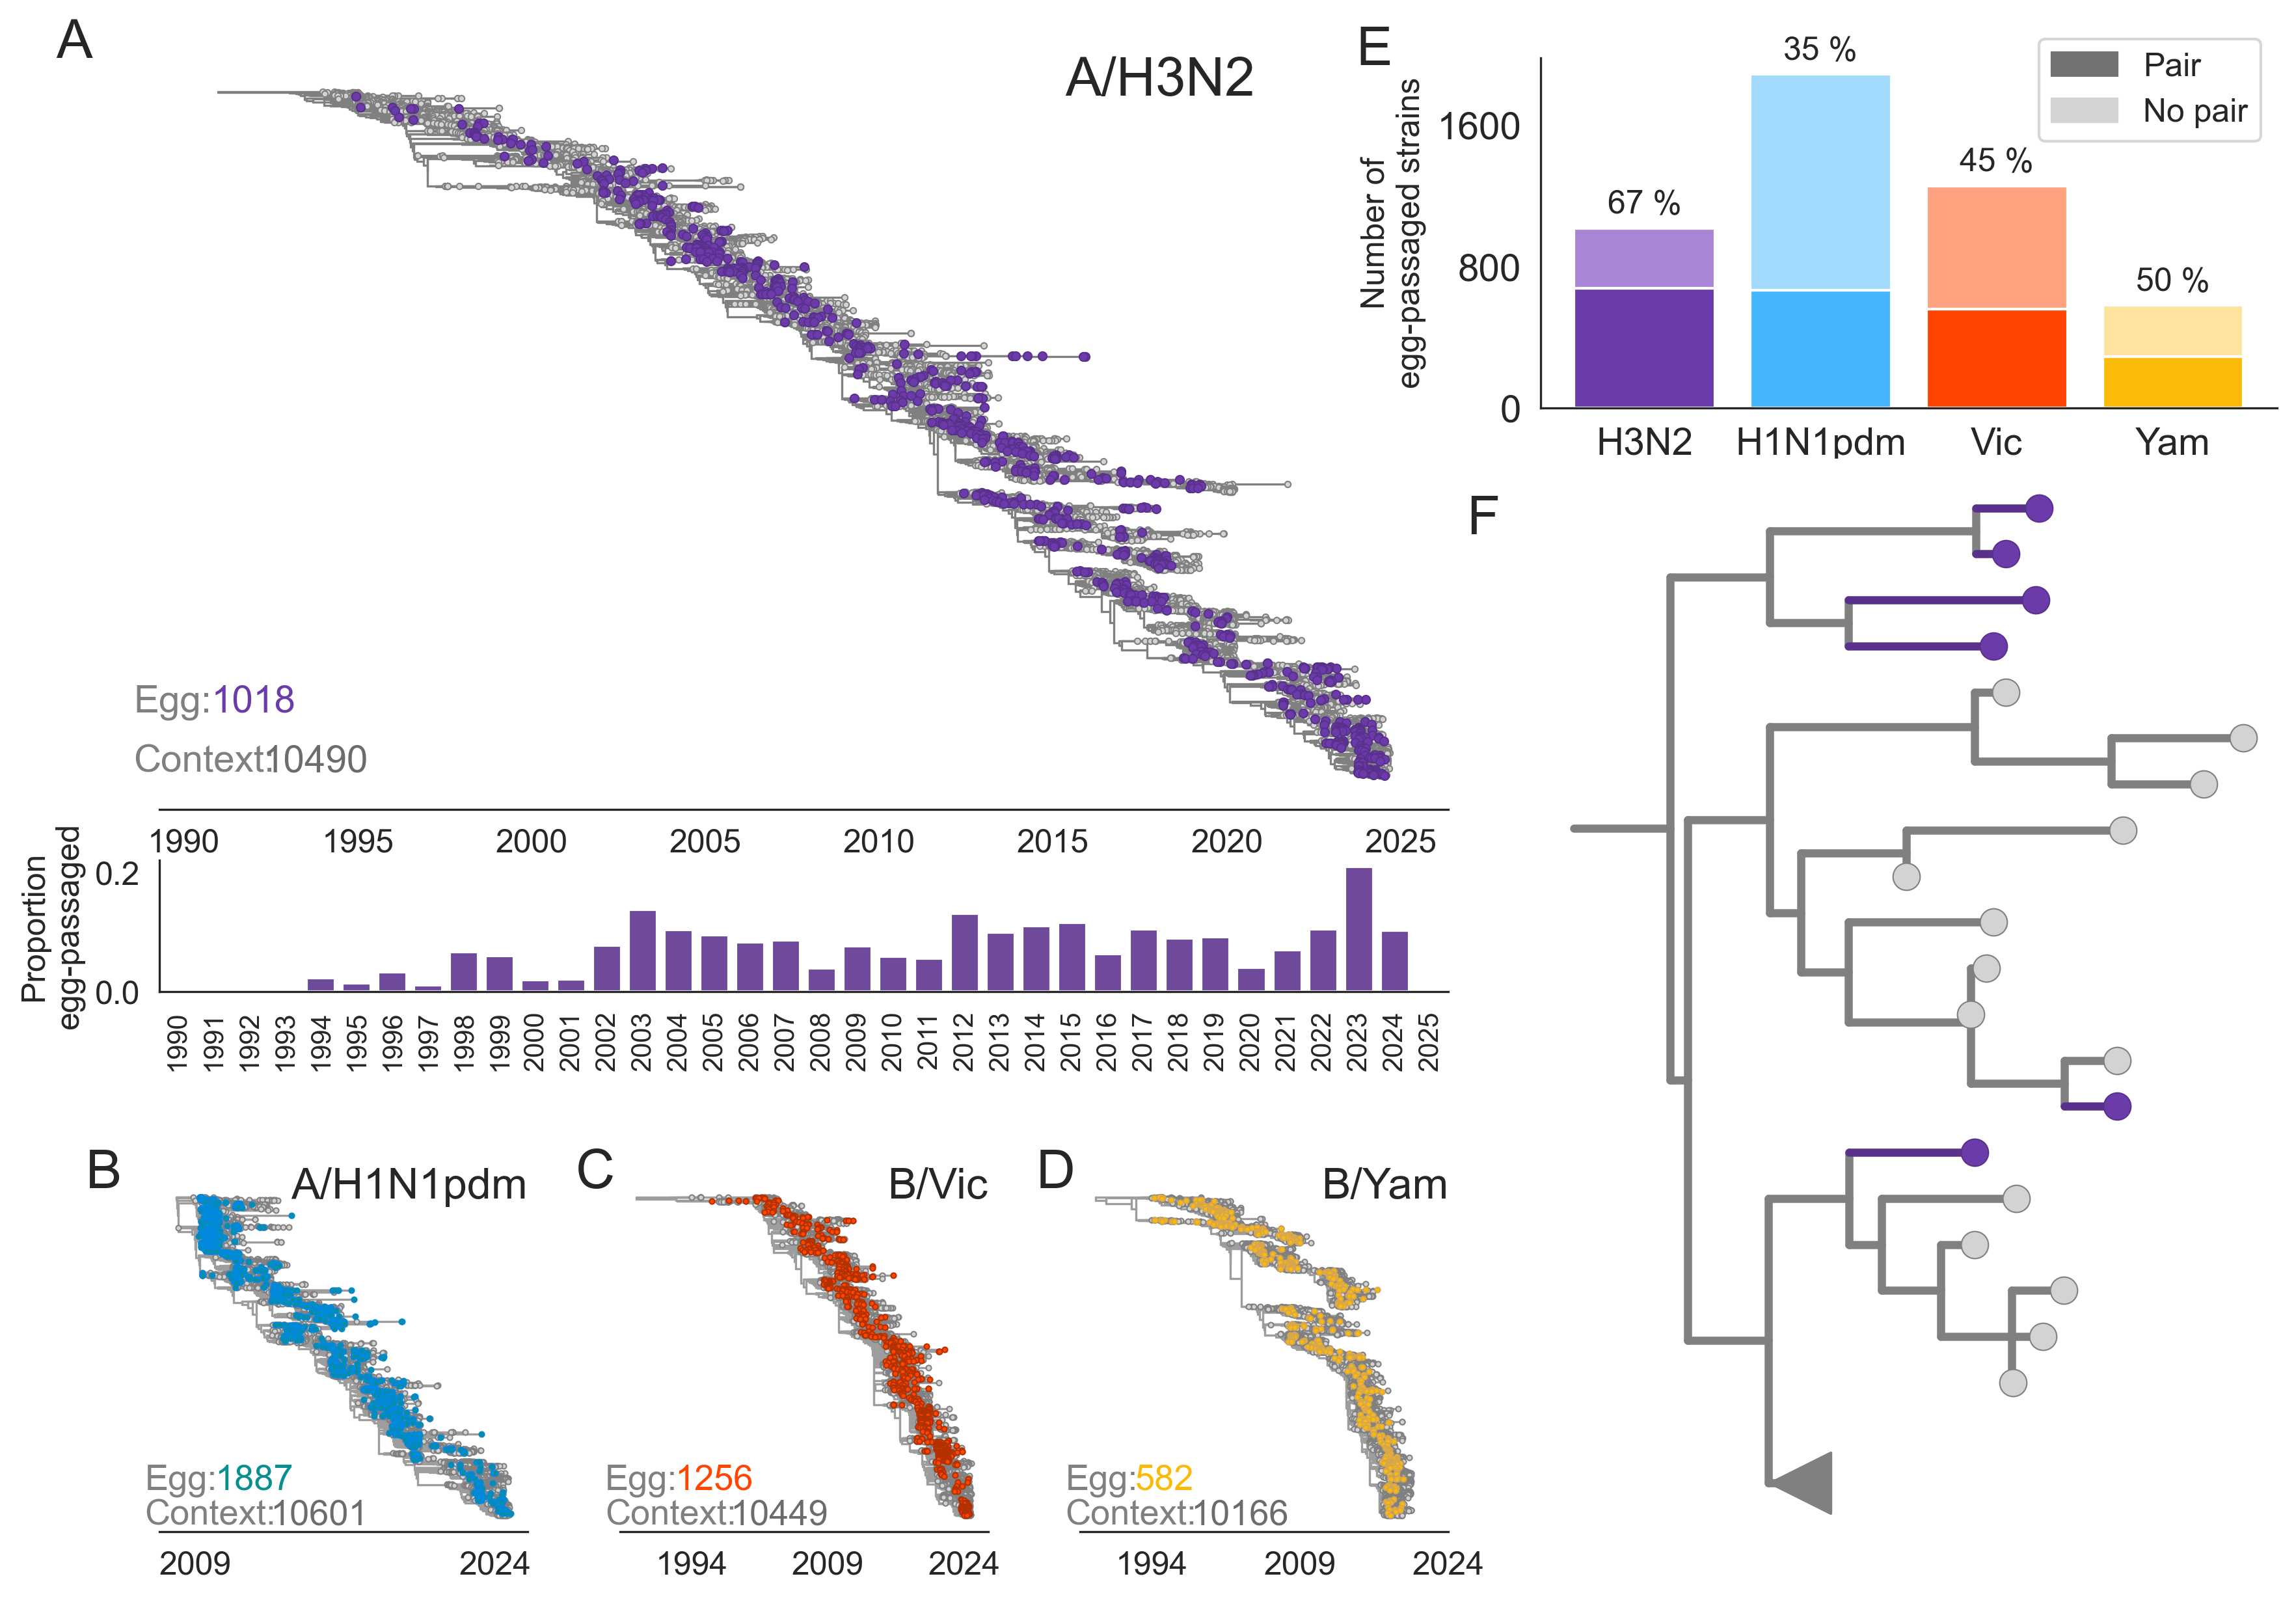 A
A/H3N2
Egg:1018
Context:10490
1990 1995 2000 2005 2010 2015 2020 2025
Proportion
egg-passaged
0.2
0.0
1990 1991 1992 1993 1994 1995 1996 1997 1998 1999 2000 2001 2002 2003 2004 2005 2006 2007 2008 2009 2010 2011 2012 2013 2014 2015 2016 2017 2018 2019 2020 2021 2022 2023 2024 2025
B
A/H1N1pdm
Egg:1887
Context:10601
2009 2024
C
B/Vic
Egg:1256
Context:10449
1994 2009 2024
D
B/Yam
Egg:582
Context:10166
1994 2009 2024
E
Number of
egg-passaged strains
1600
800
0
67 %
35 %
45 %
50 %
Pair
No pair
H3N2 H1N1pdm Vic Yam
F